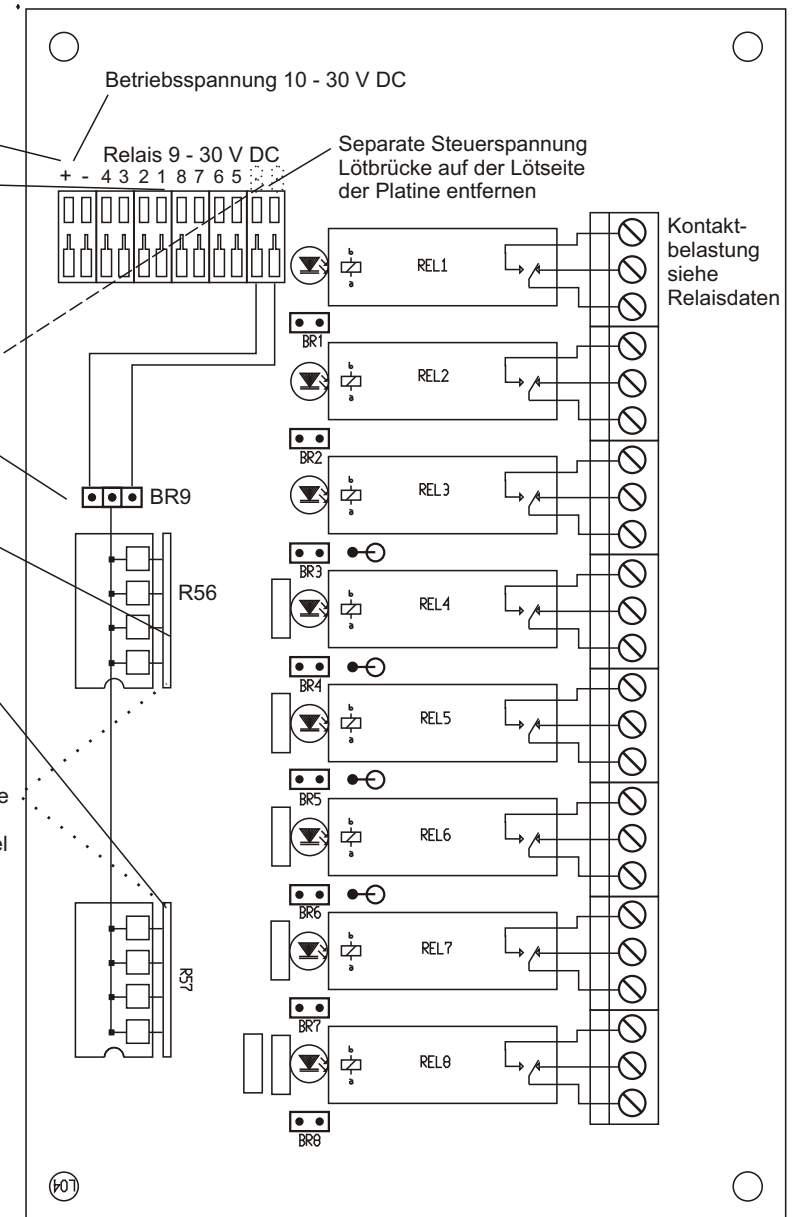 Betriebsspannung 10 - 30 V DC
Relais 9 - 30 V DC
+ - 4 3 2 1 8 7 6 5
Separate Steuerspannung
Lötbrücke auf der Lötseite
der Platine entfernen
Kontakt-
belastung
siehe
Relaisdaten
b
a
REL1
BR1
b
a
REL2
BR2
b
a
REL3
BR3
b
a
REL4
BR4
b
a
REL5
BR5
b
a
REL6
BR6
b
a
REL7
BR7
b
a
REL8
BR8
BR9
R56
e
el
R57
L04